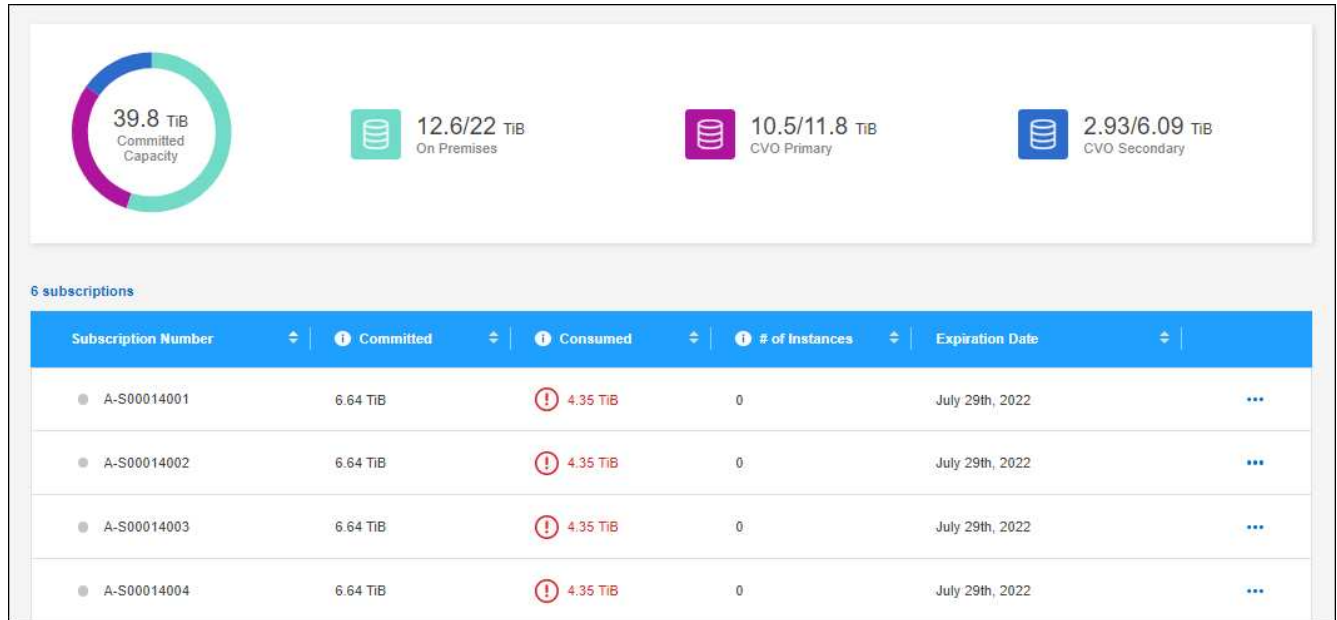 39.8 TiB
Committed
Capacity
12.6/22 TiB
On Premises
10.5/11.8 TiB
CVO Primary
2.93/6.09 TiB
CVO Secondary
6 subscriptions
Subscription Number Committed Consumed # of Instances Expiration Date
A-S00014001 6.64 TiB 4.35 TiB 0 July 29th, 2022
A-S00014002 6.64 TiB 4.35 TiB 0 July 29th, 2022
A-S00014003 6.64 TiB 4.35 TiB 0 July 29th, 2022
A-S00014004 6.64 TiB 4.35 TiB 0 July 29th, 2022